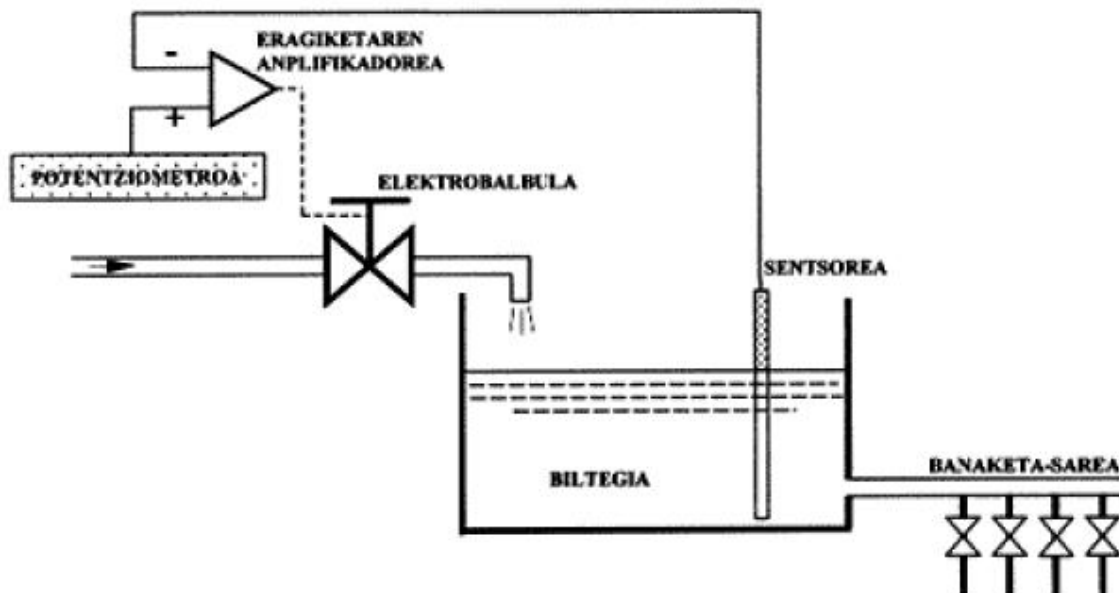 -
ERAGIKETAREN
ANPLIFIKADOREA
+
POTENTZIOMETROA
ELEKTROBALBULA
SENTSOREA
BILTEGIA
BANAKETA-SAREA